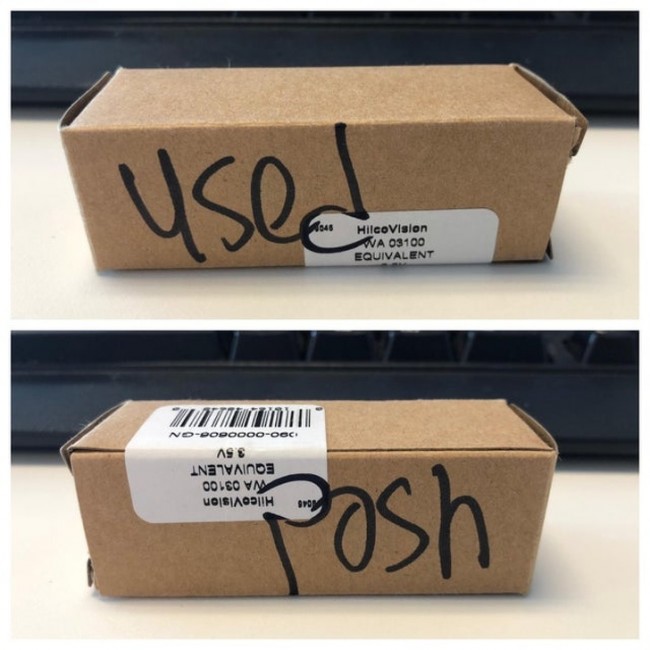 used
HilcoVision
WA 03100
EQUIVALENT
3.5V
EQUIVALENT
WA 03100
HilcoVision
posh